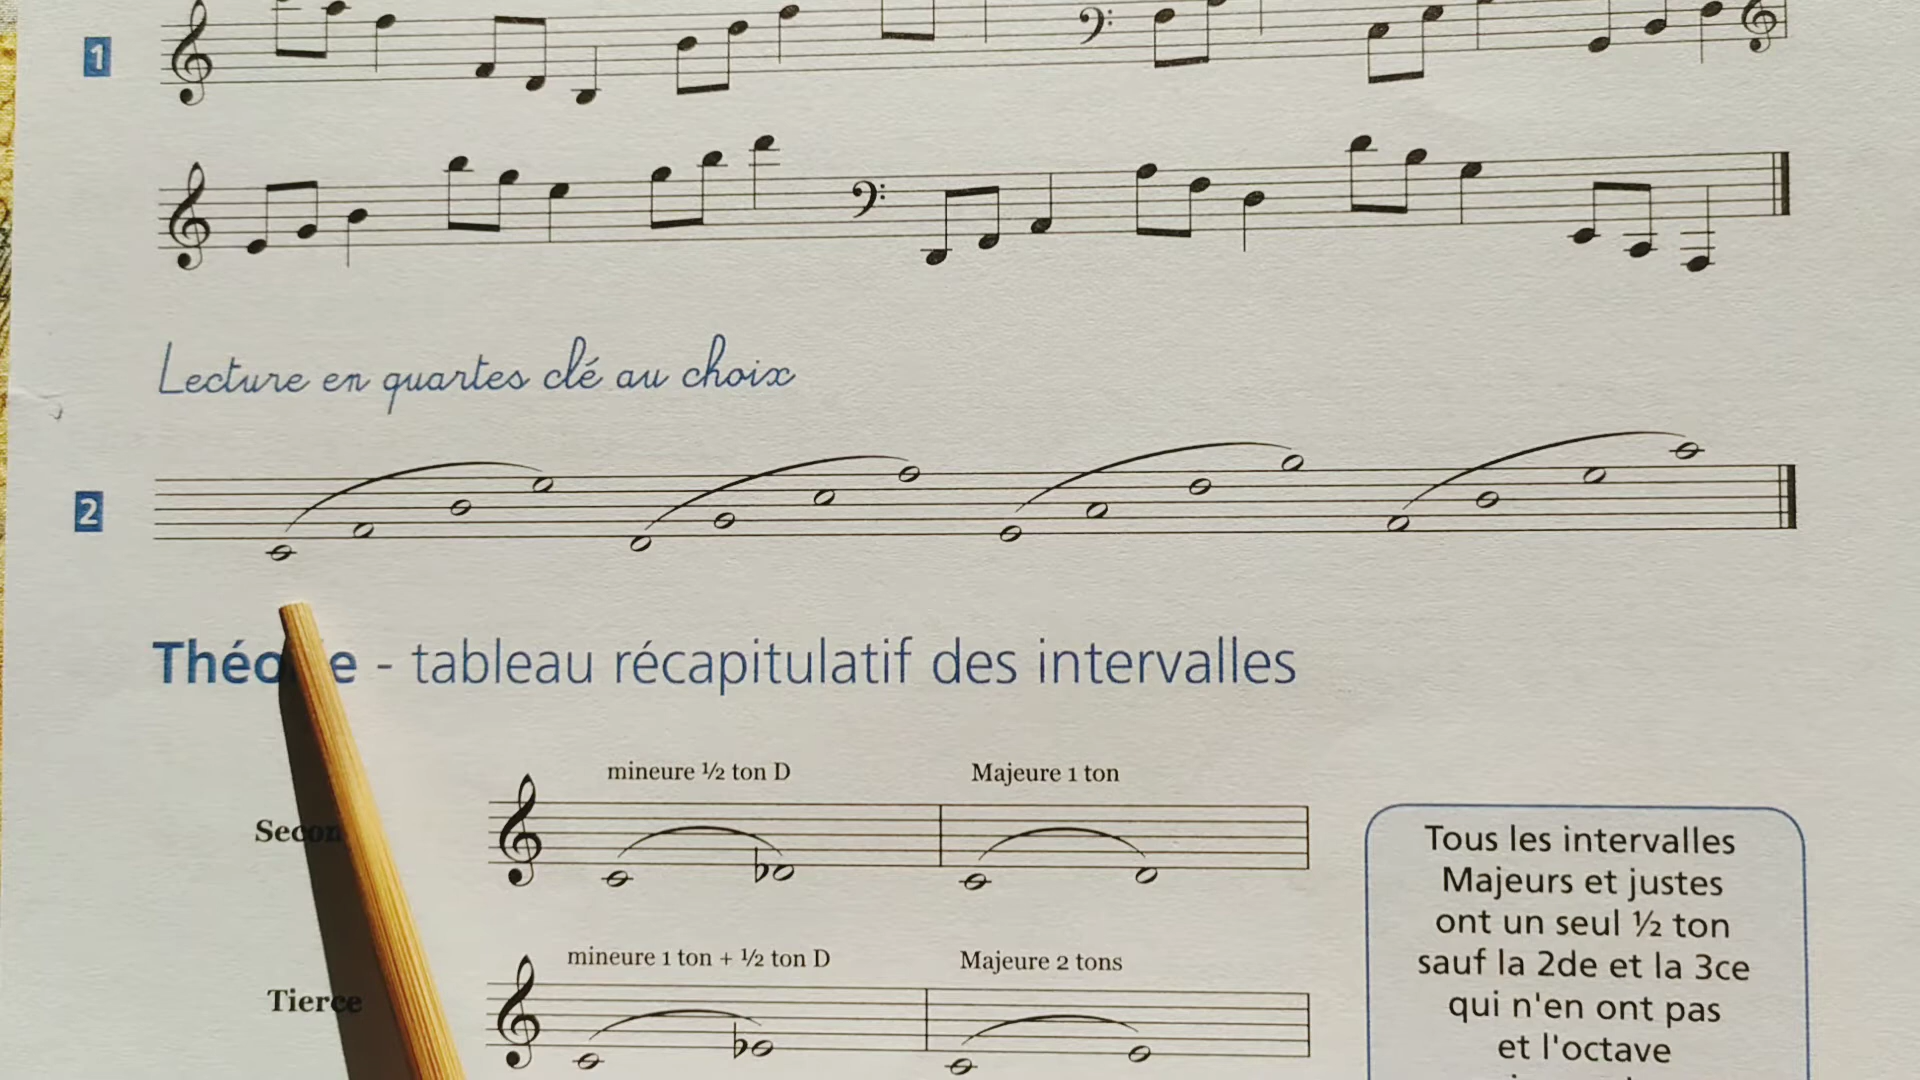 1
Lecture en quartes clé au choix
2
Théorie - tableau récapitulatif des intervalles
mineure ½ ton D
Majeure 1 ton
mineure 1 ton + ½ ton D
Majeure 2 tons
Tierce
Tous les intervalles
Majeurs et justes
ont un seul ½ ton
sauf la 2de et la 3ce
qui n'en ont pas
et l'octave